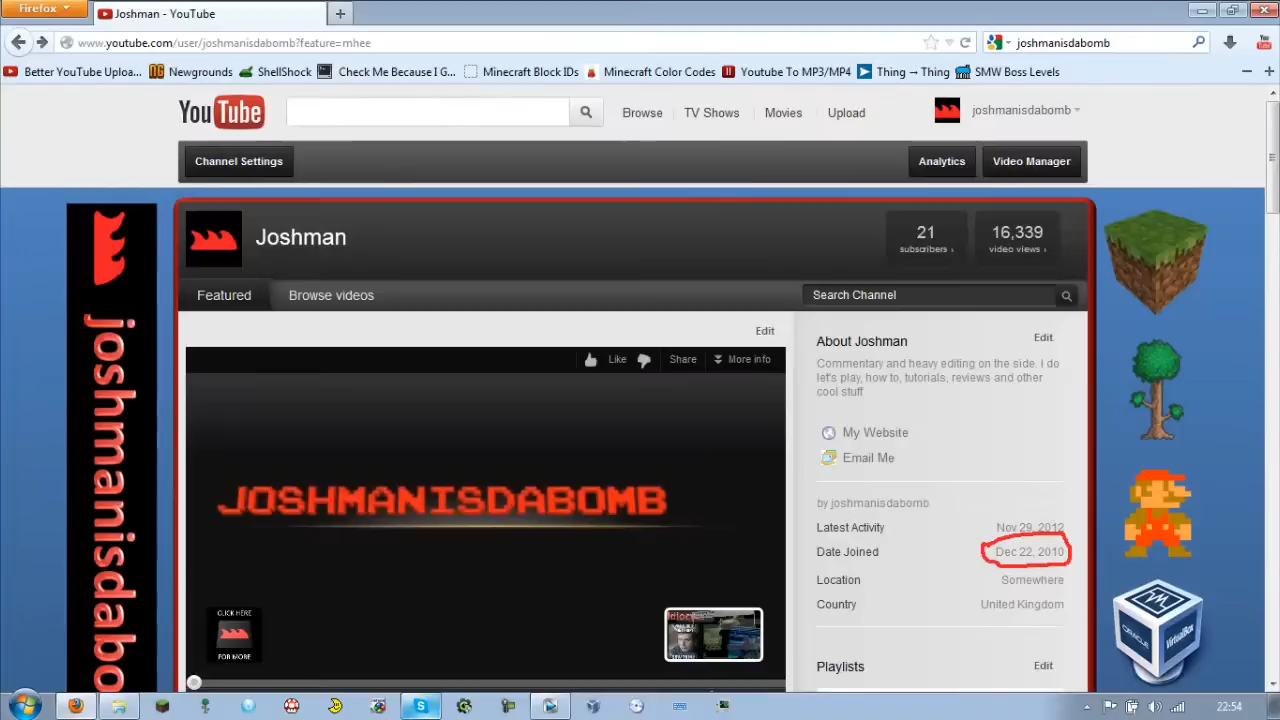 Firefox
Joshman - YouTube
www.youtube.com/user/joshmanisdabomb?feature=mhee
joshmanisdabomb
Better YouTube Uploa...
Newgrounds
ShellShock
Check Me Because I G...
Minecraft Block IDs
Minecraft Color Codes
Youtube To MP3/MP4
Thing → Thing
SMW Boss Levels
YouTube
Browse
TV Shows
Movies
Upload
joshmanisdabomb
Channel Settings
Analytics
Video Manager
Joshman
21
subscribers ›
16,339
video views ›
Featured
Browse videos
Search Channel
Edit
Like
Share
More info
JOSHMANISDABOMB
CLICK HERE
FOR MORE
Idiocy
About Joshman
Edit
Commentary and heavy editing on the side. I do
let's play, how to, tutorials, reviews and other
cool stuff
My Website
Email Me
by joshmanisdabomb
Latest Activity Nov 29, 2012
Date Joined Dec 22, 2010
Location Somewhere
Country United Kingdom
Playlists
Edit
joshmanisdabo
ORACLE
VirtualBox
22:54